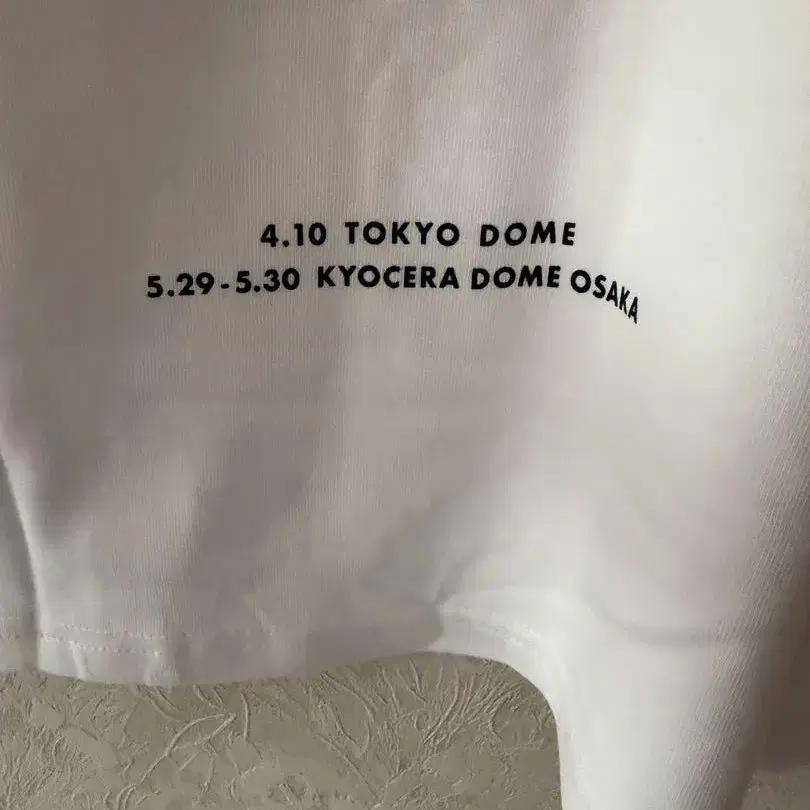 4.10 TOKYO DOME
5.29-5.30 KYOCERA DOME OSAKA